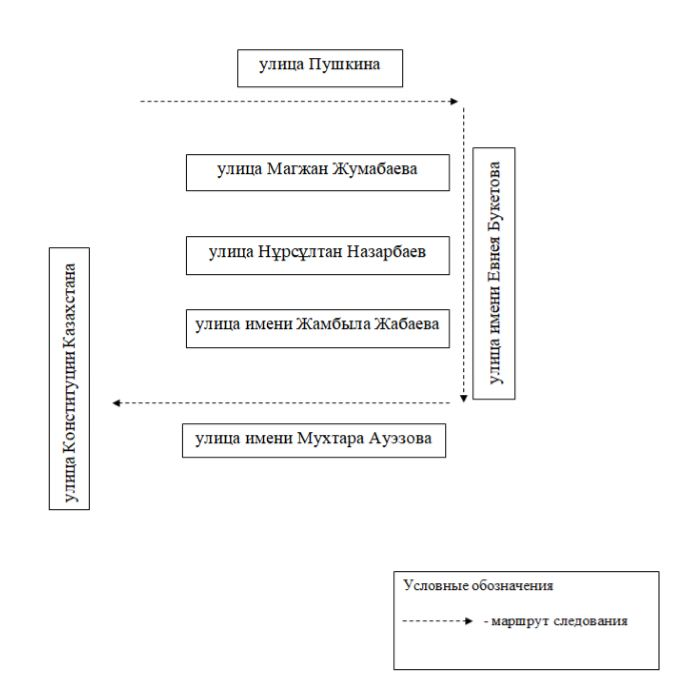 улица Пушкина
улица Магжан Жумабаева
улица имени Евнея Букетова
улица Нұрсұлтан Назарбаев
улица Конституции Казахстана
улица имени Жамбыла Жабаева
улица имени Мухтара Ауэзова
Условные обозначения
- маршрут следования